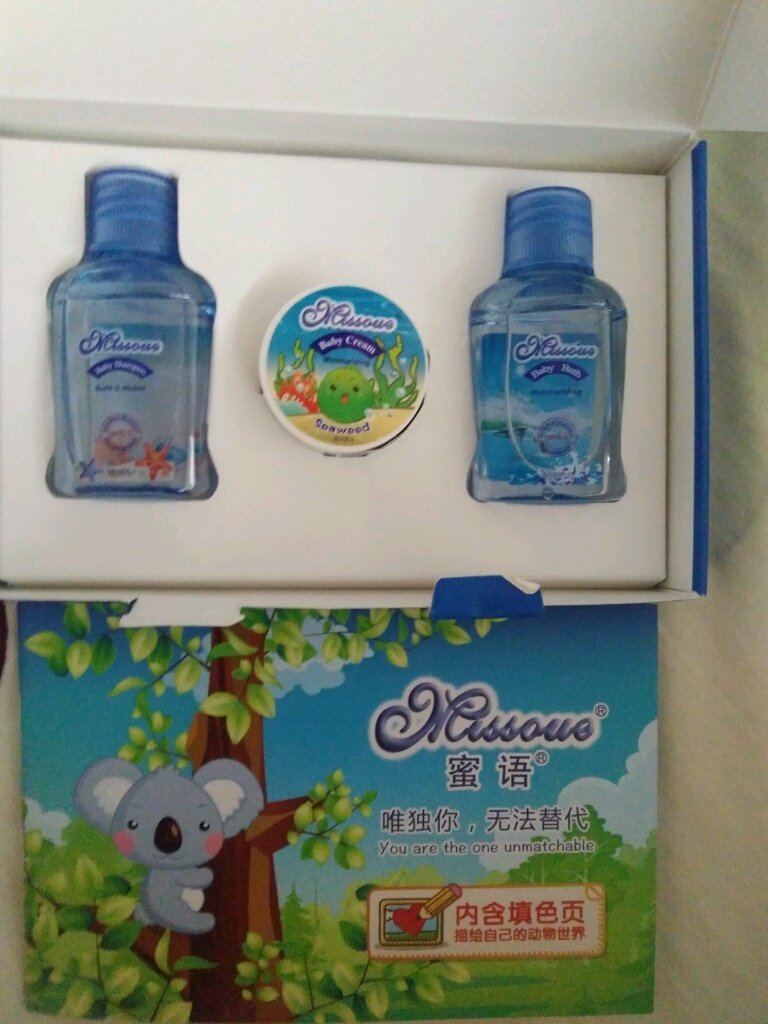 Missoue
Baby Shampoo
Missoue
Baby Cream
Moisturizing
Seaweed
Missoue
Baby Bath
Moisturizing
Missoue®
蜜语®
唯独你，无法替代
You are the one unmatchable
内含填色页
描绘自己的动物世界